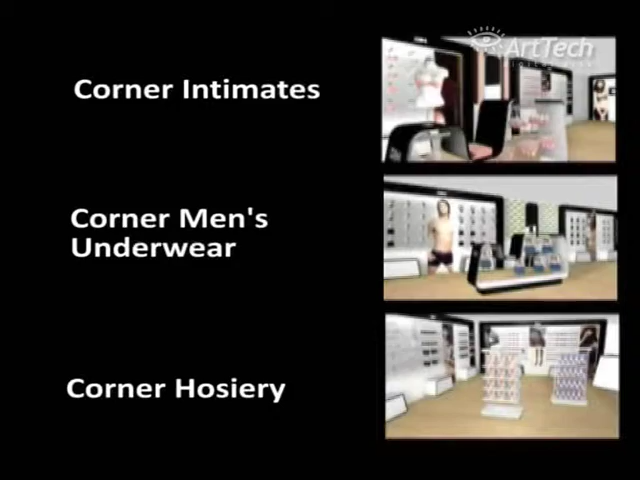 ArtTech
Corner Intimates
Corner Men's
Underwear
Corner Hosiery